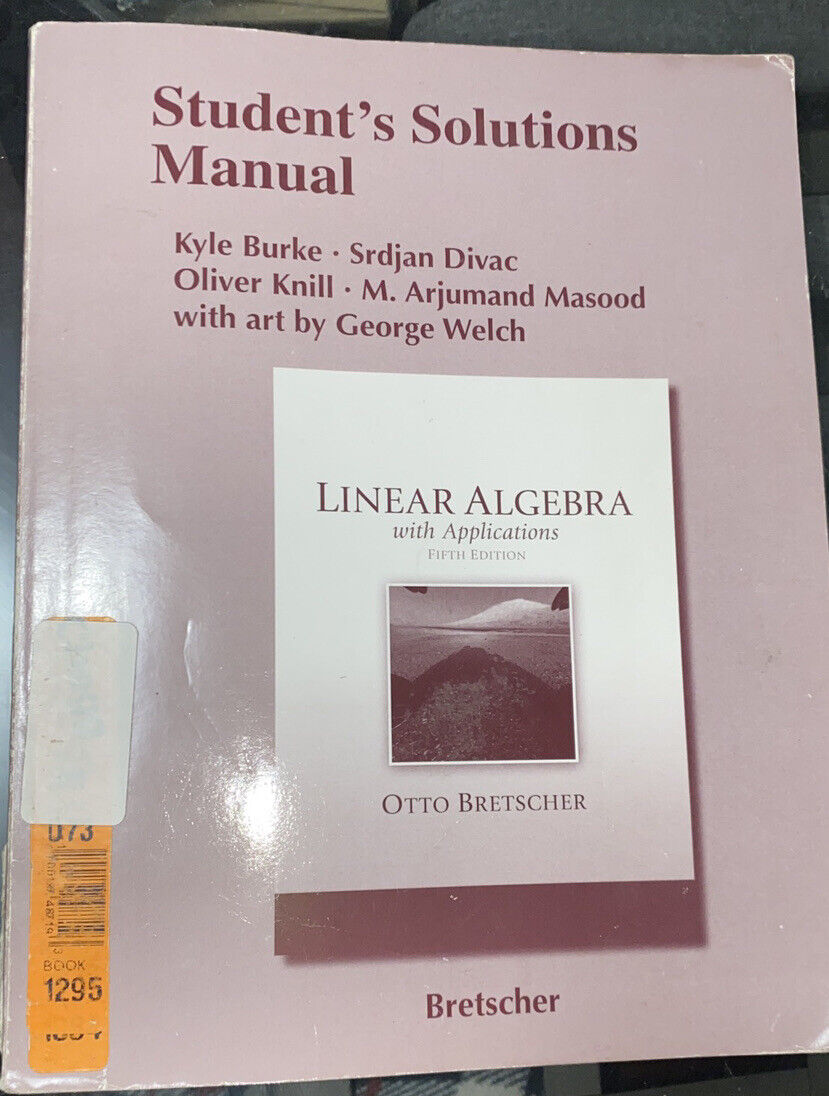 Student's Solutions
Manual
Kyle Burke · Srdjan Divac
Oliver Knill · M. Arjumand Masood
with art by George Welch
LINEAR ALGEBRA
with Applications
FIFTH EDITION
OTTO BRETSCHER
Bretscher
073
BOOK
1295